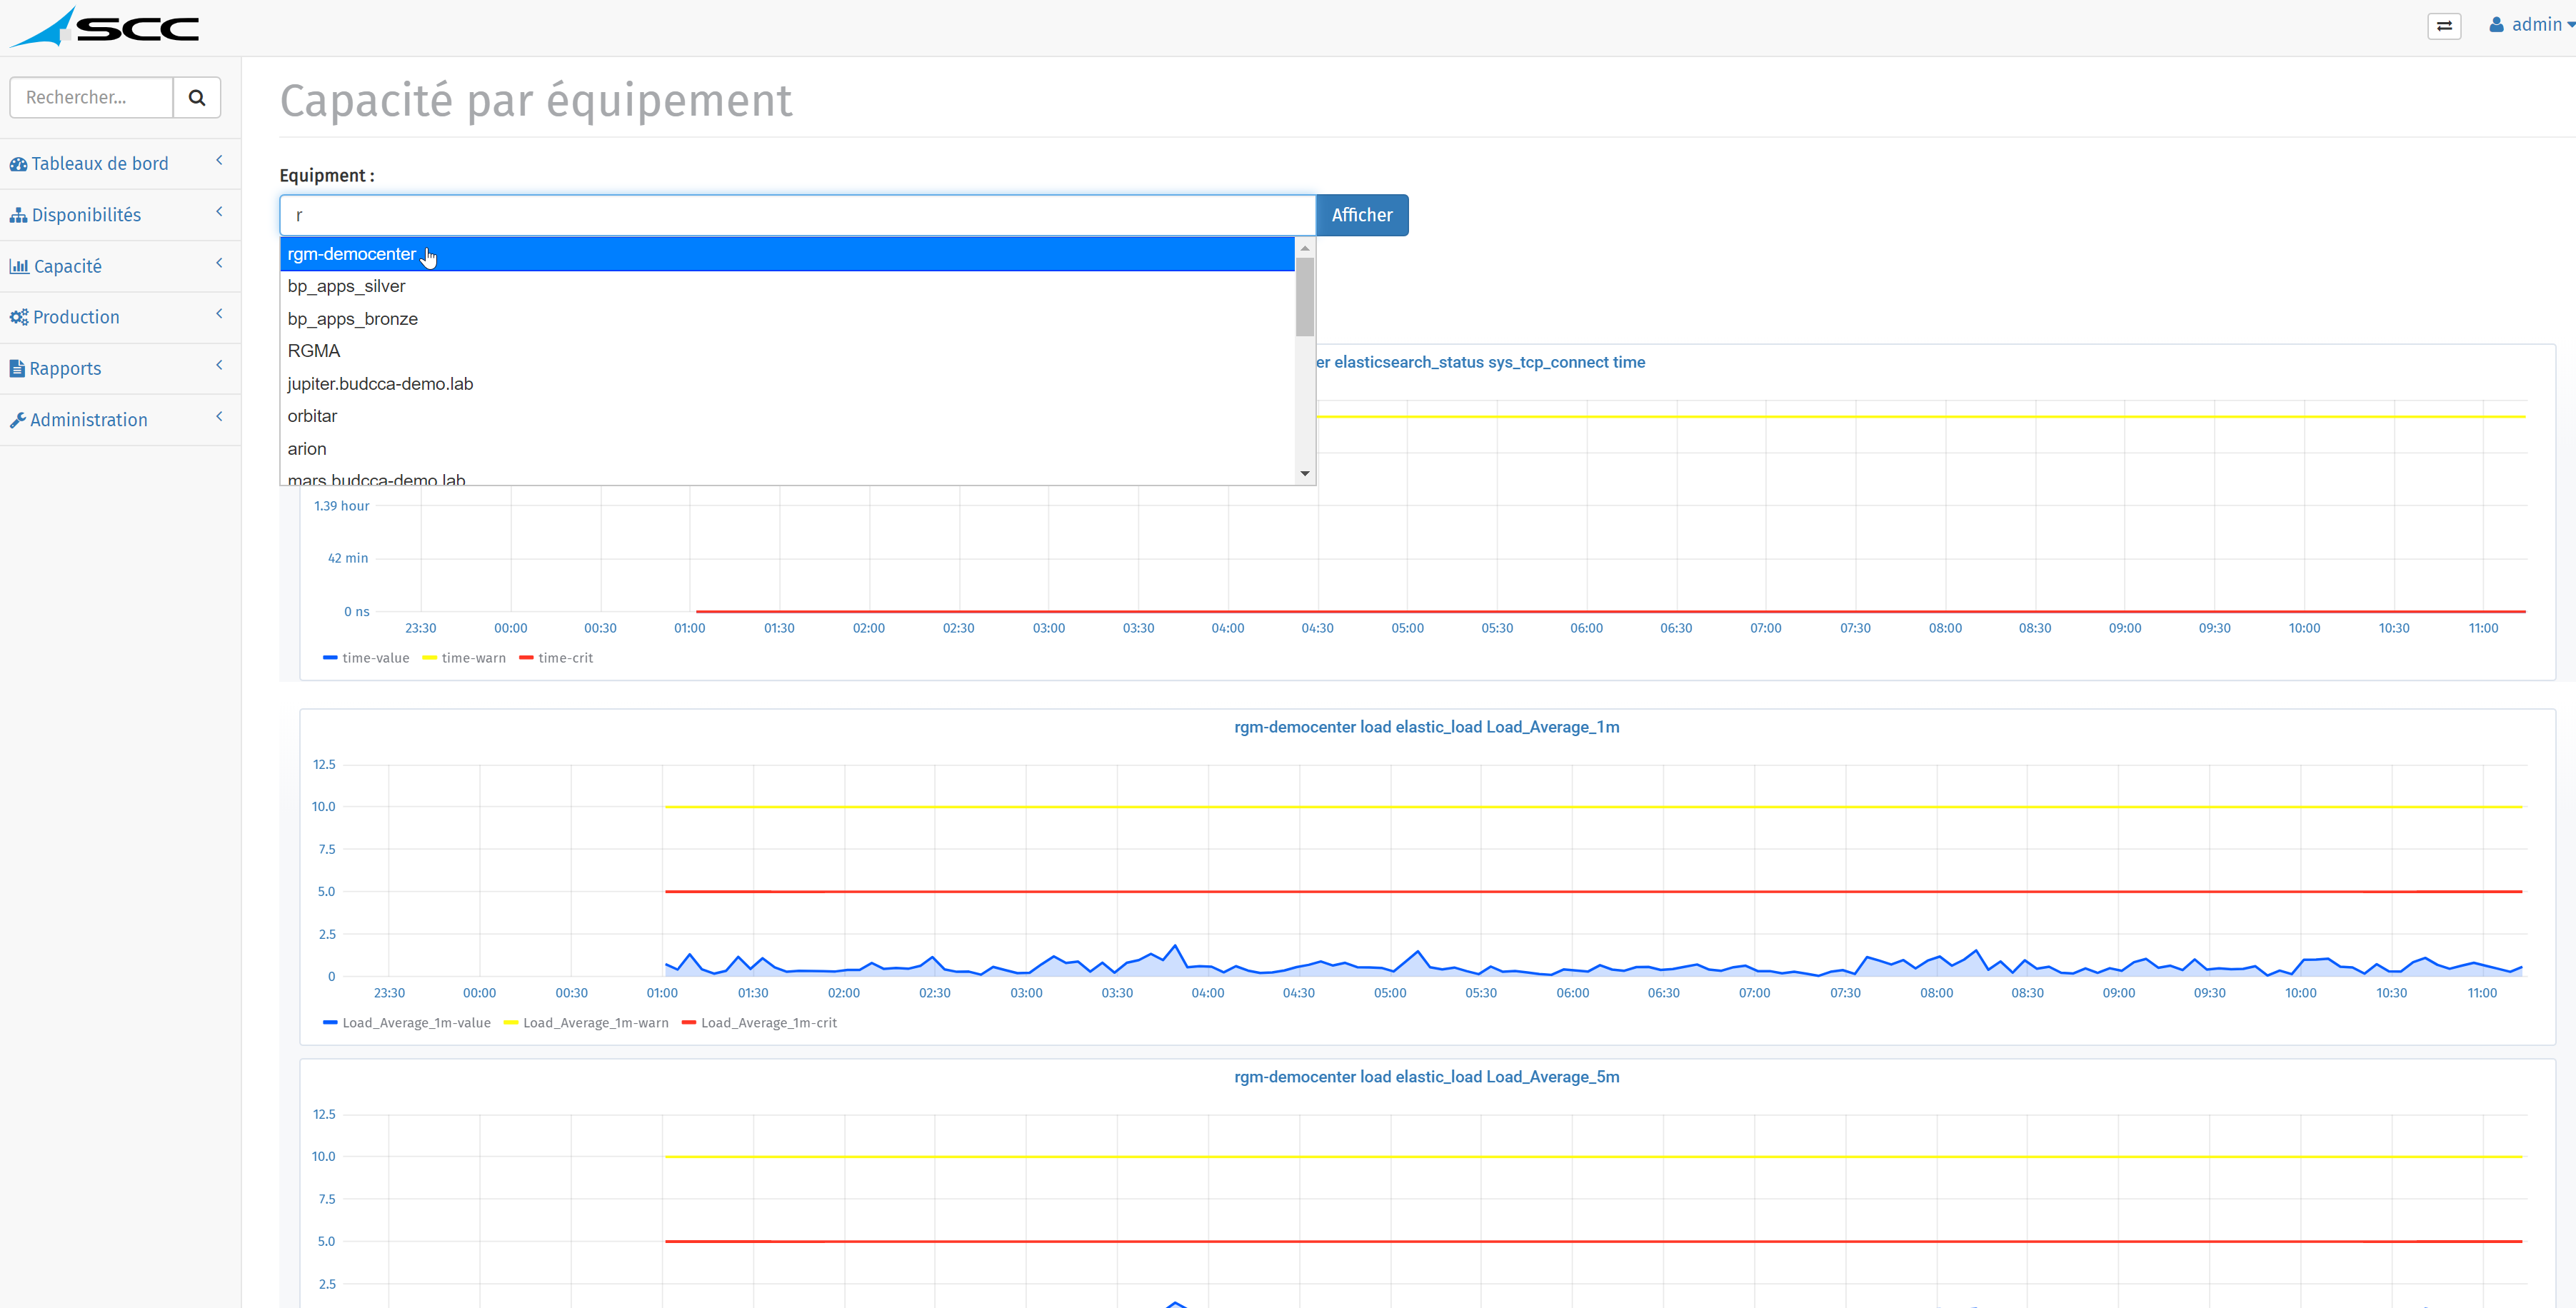 SCC
admin
Rechercher...
Tableaux de bord
Disponibilités
Capacité
Production
Rapports
Administration
Capacité par équipement
Equipment :
r
Afficher
rgm-democenter
bp_apps_silver
bp_apps_bronze
RGMA
jupiter.budcca-demo.lab
orbitar
arion
mars.budcca-demo.lab
er elasticsearch_status sys_tcp_connect time
1.39 hour
42 min
0 ns
23:30 00:00 00:30 01:00 01:30 02:00 02:30 03:00 03:30 04:00 04:30 05:00 05:30 06:00 06:30 07:00 07:30 08:00 08:30 09:00 09:30 10:00 10:30 11:00
time-value time-warn time-crit
rgm-democenter load elastic_load Load_Average_1m
12.5
10.0
7.5
5.0
2.5
0
23:30 00:00 00:30 01:00 01:30 02:00 02:30 03:00 03:30 04:00 04:30 05:00 05:30 06:00 06:30 07:00 07:30 08:00 08:30 09:00 09:30 10:00 10:30 11:00
Load_Average_1m-value Load_Average_1m-warn Load_Average_1m-crit
rgm-democenter load elastic_load Load_Average_5m
12.5
10.0
7.5
5.0
2.5